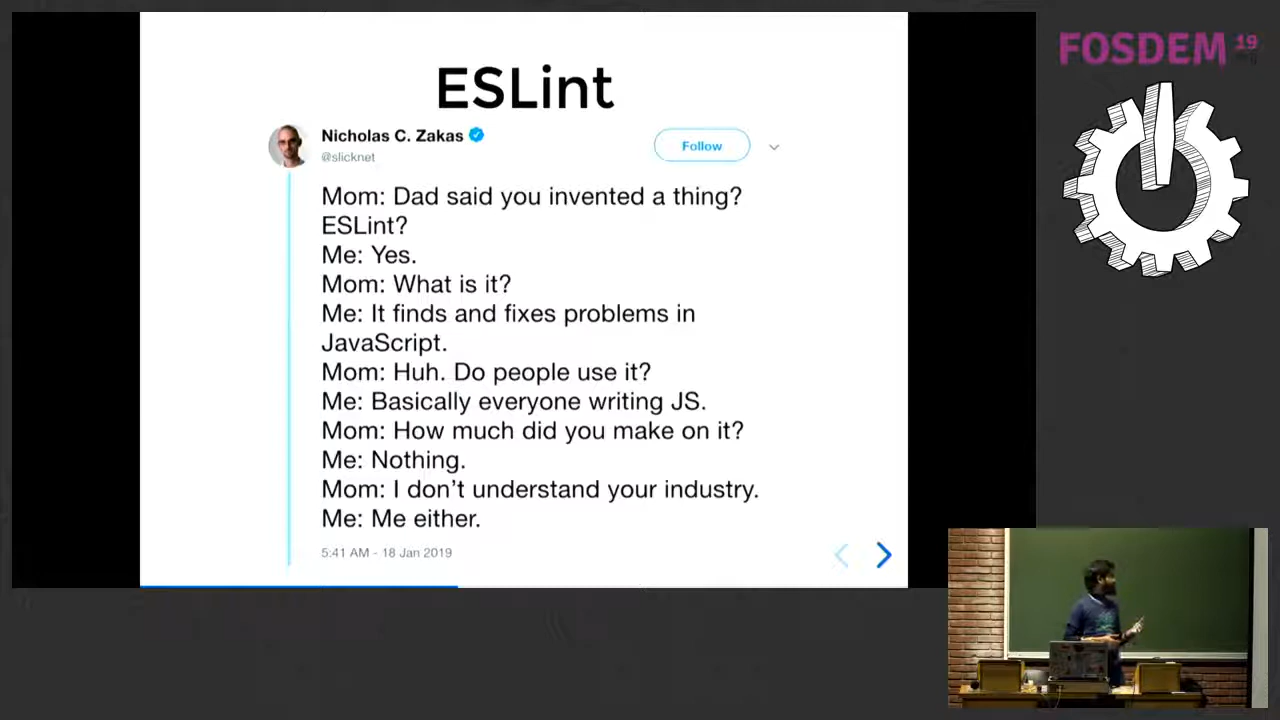 ESLint
Nicholas C. Zakas
@slicknet
Follow
Mom: Dad said you invented a thing?
ESLint?
Me: Yes.
Mom: What is it?
Me: It finds and fixes problems in
JavaScript.
Mom: Huh. Do people use it?
Me: Basically everyone writing JS.
Mom: How much did you make on it?
Me: Nothing.
Mom: I don’t understand your industry.
Me: Me either.
5:41 AM - 18 Jan 2019
FOSDEM 19